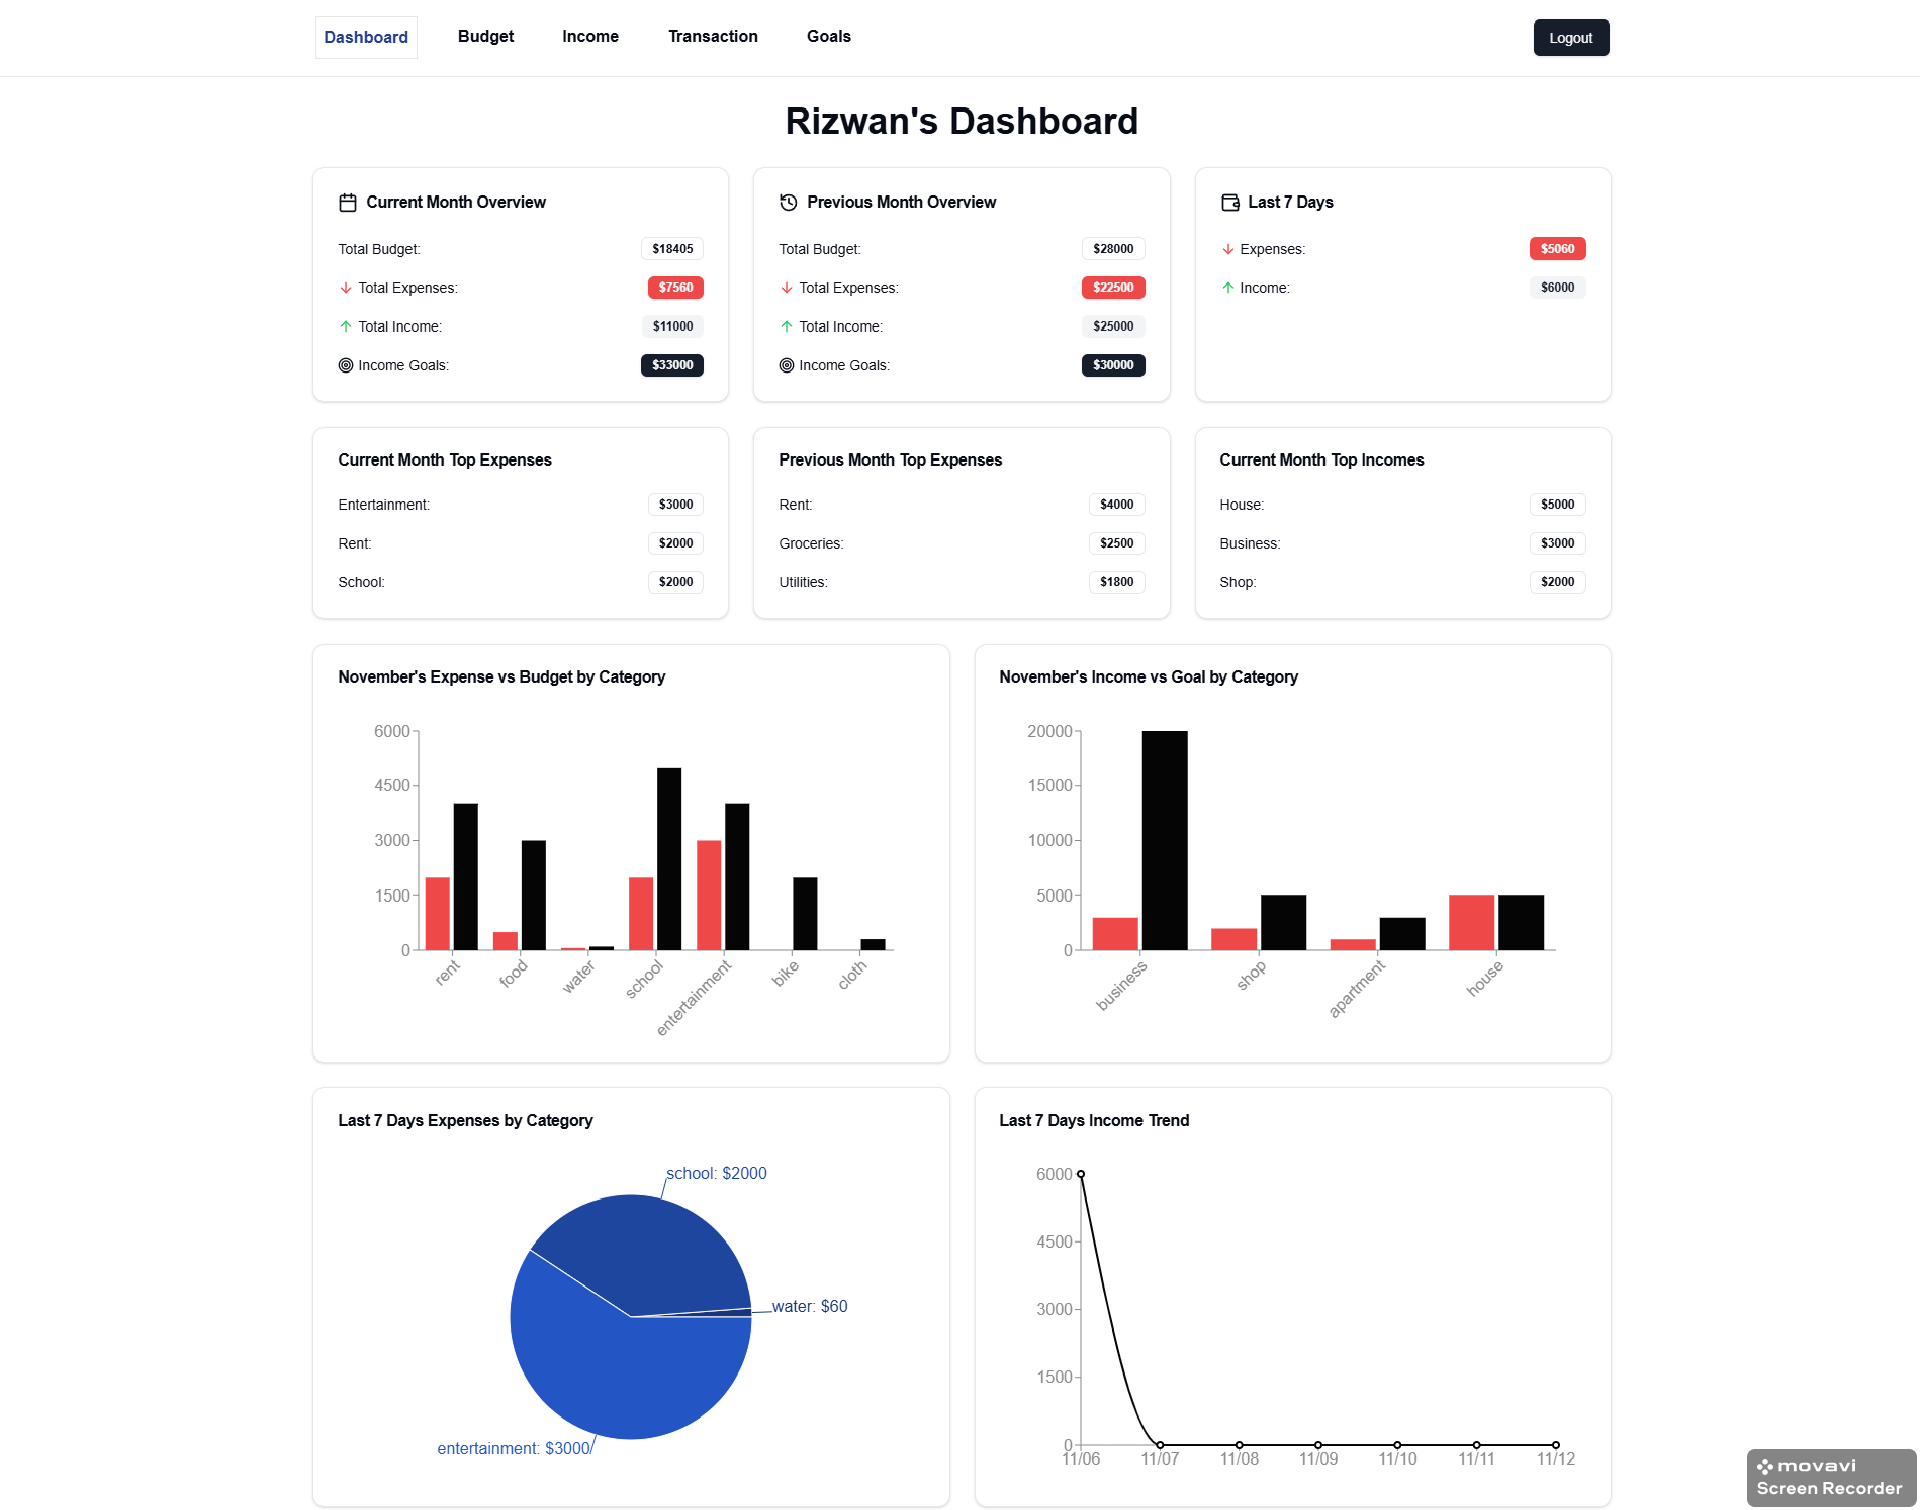 Dashboard Budget Income Transaction Goals Logout
Rizwan's Dashboard
Current Month Overview
Total Budget: $18405
Total Expenses: $7560
Total Income: $11000
Income Goals: $33000
Previous Month Overview
Total Budget: $28000
Total Expenses: $22500
Total Income: $25000
Income Goals: $30000
Last 7 Days
Expenses: $5060
Income: $6000
Current Month Top Expenses
Entertainment: $3000
Rent: $2000
School: $2000
Previous Month Top Expenses
Rent: $4000
Groceries: $2500
Utilities: $1800
Current Month Top Incomes
House: $5000
Business: $3000
Shop: $2000
November's Expense vs Budget by Category
6000
4500
3000
1500
0
rent food water school entertainment bike cloth
November's Income vs Goal by Category
20000
15000
10000
5000
0
business shop apartment house
Last 7 Days Expenses by Category
school: $2000
water: $60
entertainment: $3000
Last 7 Days Income Trend
6000
4500
3000
1500
0
11/06 11/07 11/08 11/09 11/10 11/11 11/12
movavi
Screen Recorder